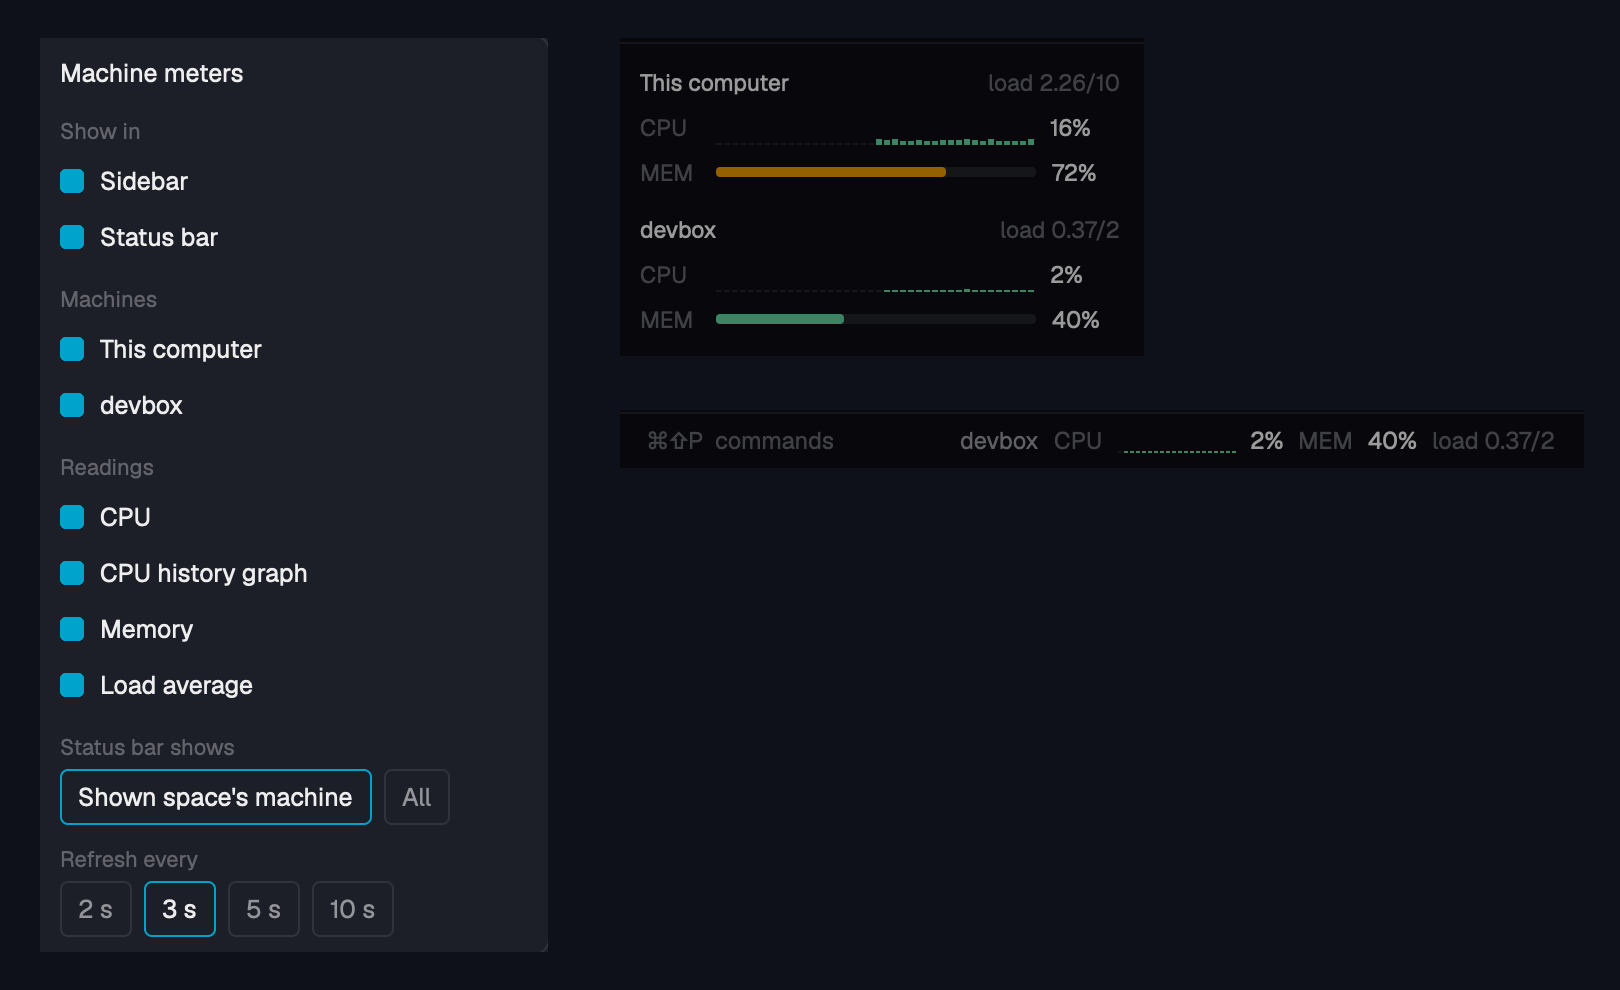 Machine meters
Show in
Sidebar
Status bar
Machines
This computer
devbox
Readings
CPU
CPU history graph
Memory
Load average
Status bar shows
Shown space's machine All
Refresh every
2 s 3 s 5 s 10 s
This computer load 2.26/10
CPU 16%
MEM 72%
devbox load 0.37/2
CPU 2%
MEM 40%
⌘⇧P commands devbox CPU 2% MEM 40% load 0.37/2